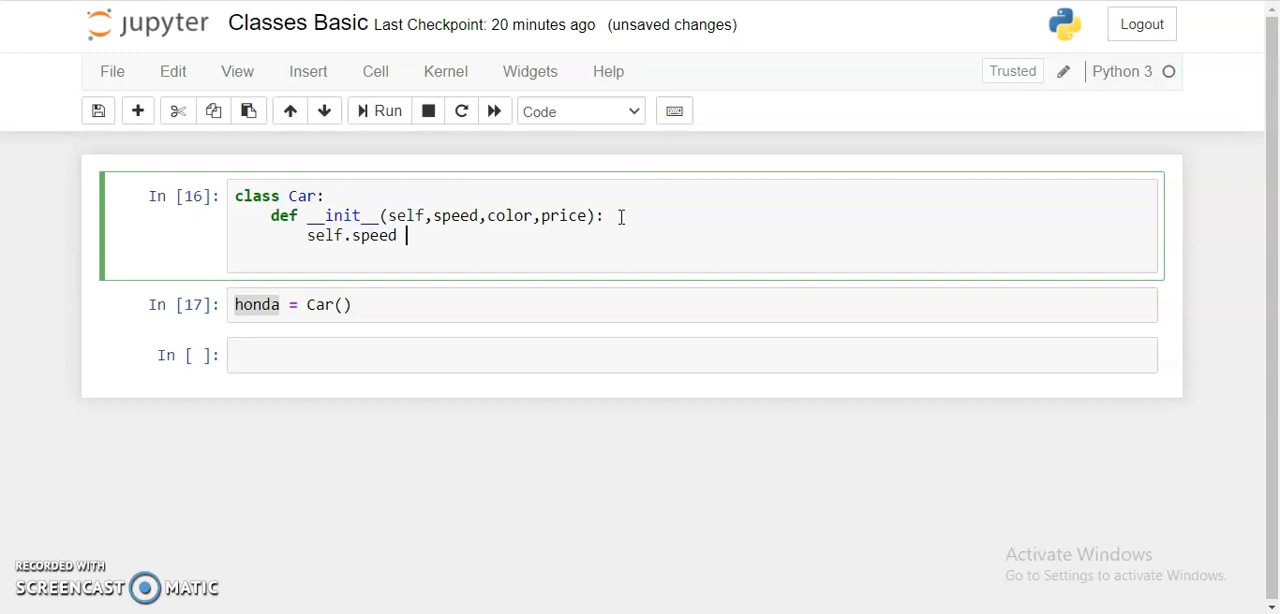 jupyter Classes Basic Last Checkpoint: 20 minutes ago (unsaved changes) Logout
File Edit View Insert Cell Kernel Widgets Help Trusted Python 3
Run Code
In [16]: class Car:
def __init__(self,speed,color,price):
self.speed
In [17]: honda = Car()
In [ ]:
Activate Windows
Go to Settings to activate Windows.
RECORDED WITH
SCREENCAST MATIC